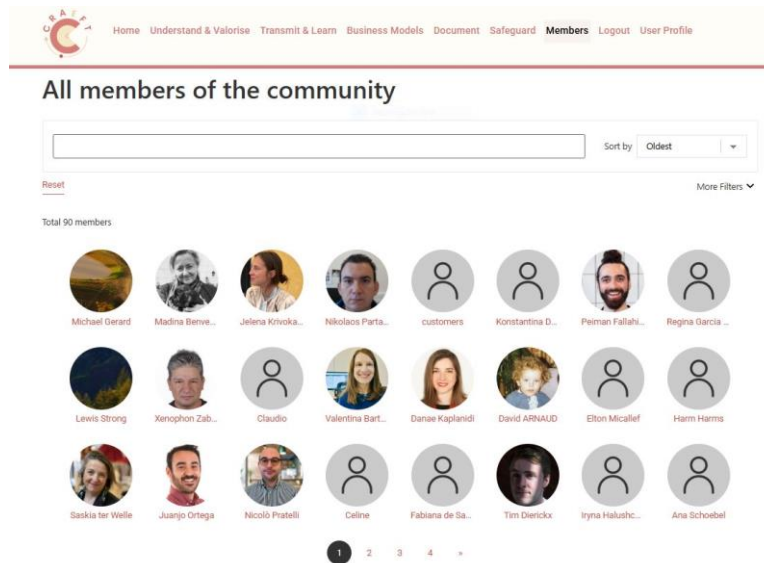 CRAEFT
Home Understand & Valorise Transmit & Learn Business Models Document Safeguard Members Logout User Profile
All members of the community
Sort by Oldest
Reset
More Filters
Total 90 members
Michael Gerard Madina Benve... Jelena Krivoka... Nikolaos Parta... customers Konstantina D... Peiman Fallahi... Regina Garcia ...
Lewis Strong Xenophon Zab... Claudio Valentina Bart... Danae Kaplanidi David ARNAUD Elton Micallef Harm Harms
Saskia ter Welle Juanjo Ortega Nicolò Pratelli Celine Fabiana de Sa... Tim Dierickx Iryna Halushc... Ana Schoebel
1 2 3 4 »